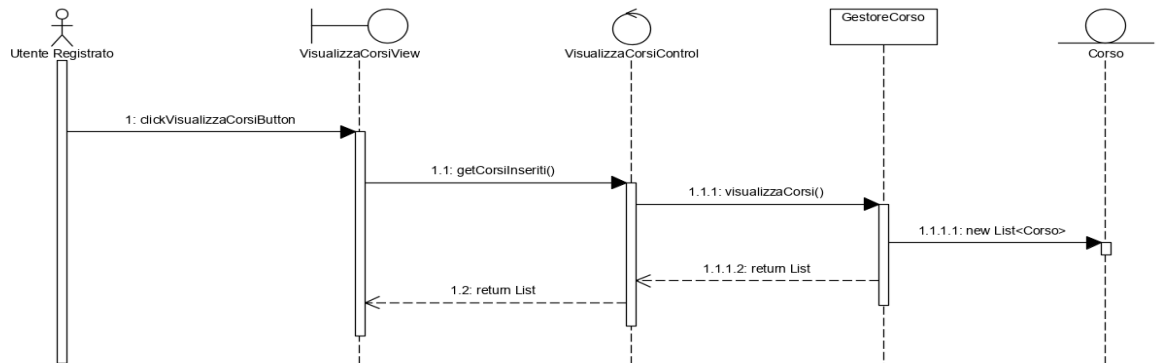 GestoreCorso
Utente Registrato
VisualizzaCorsiView
VisualizzaCorsiControl
Corso
1: clickVisualizzaCorsiButton
1.1: getCorsiInseriti()
1.1.1: visualizzaCorsi()
1.1.1.1: new List<Corso>
1.1.1.2: return List
1.2: return List